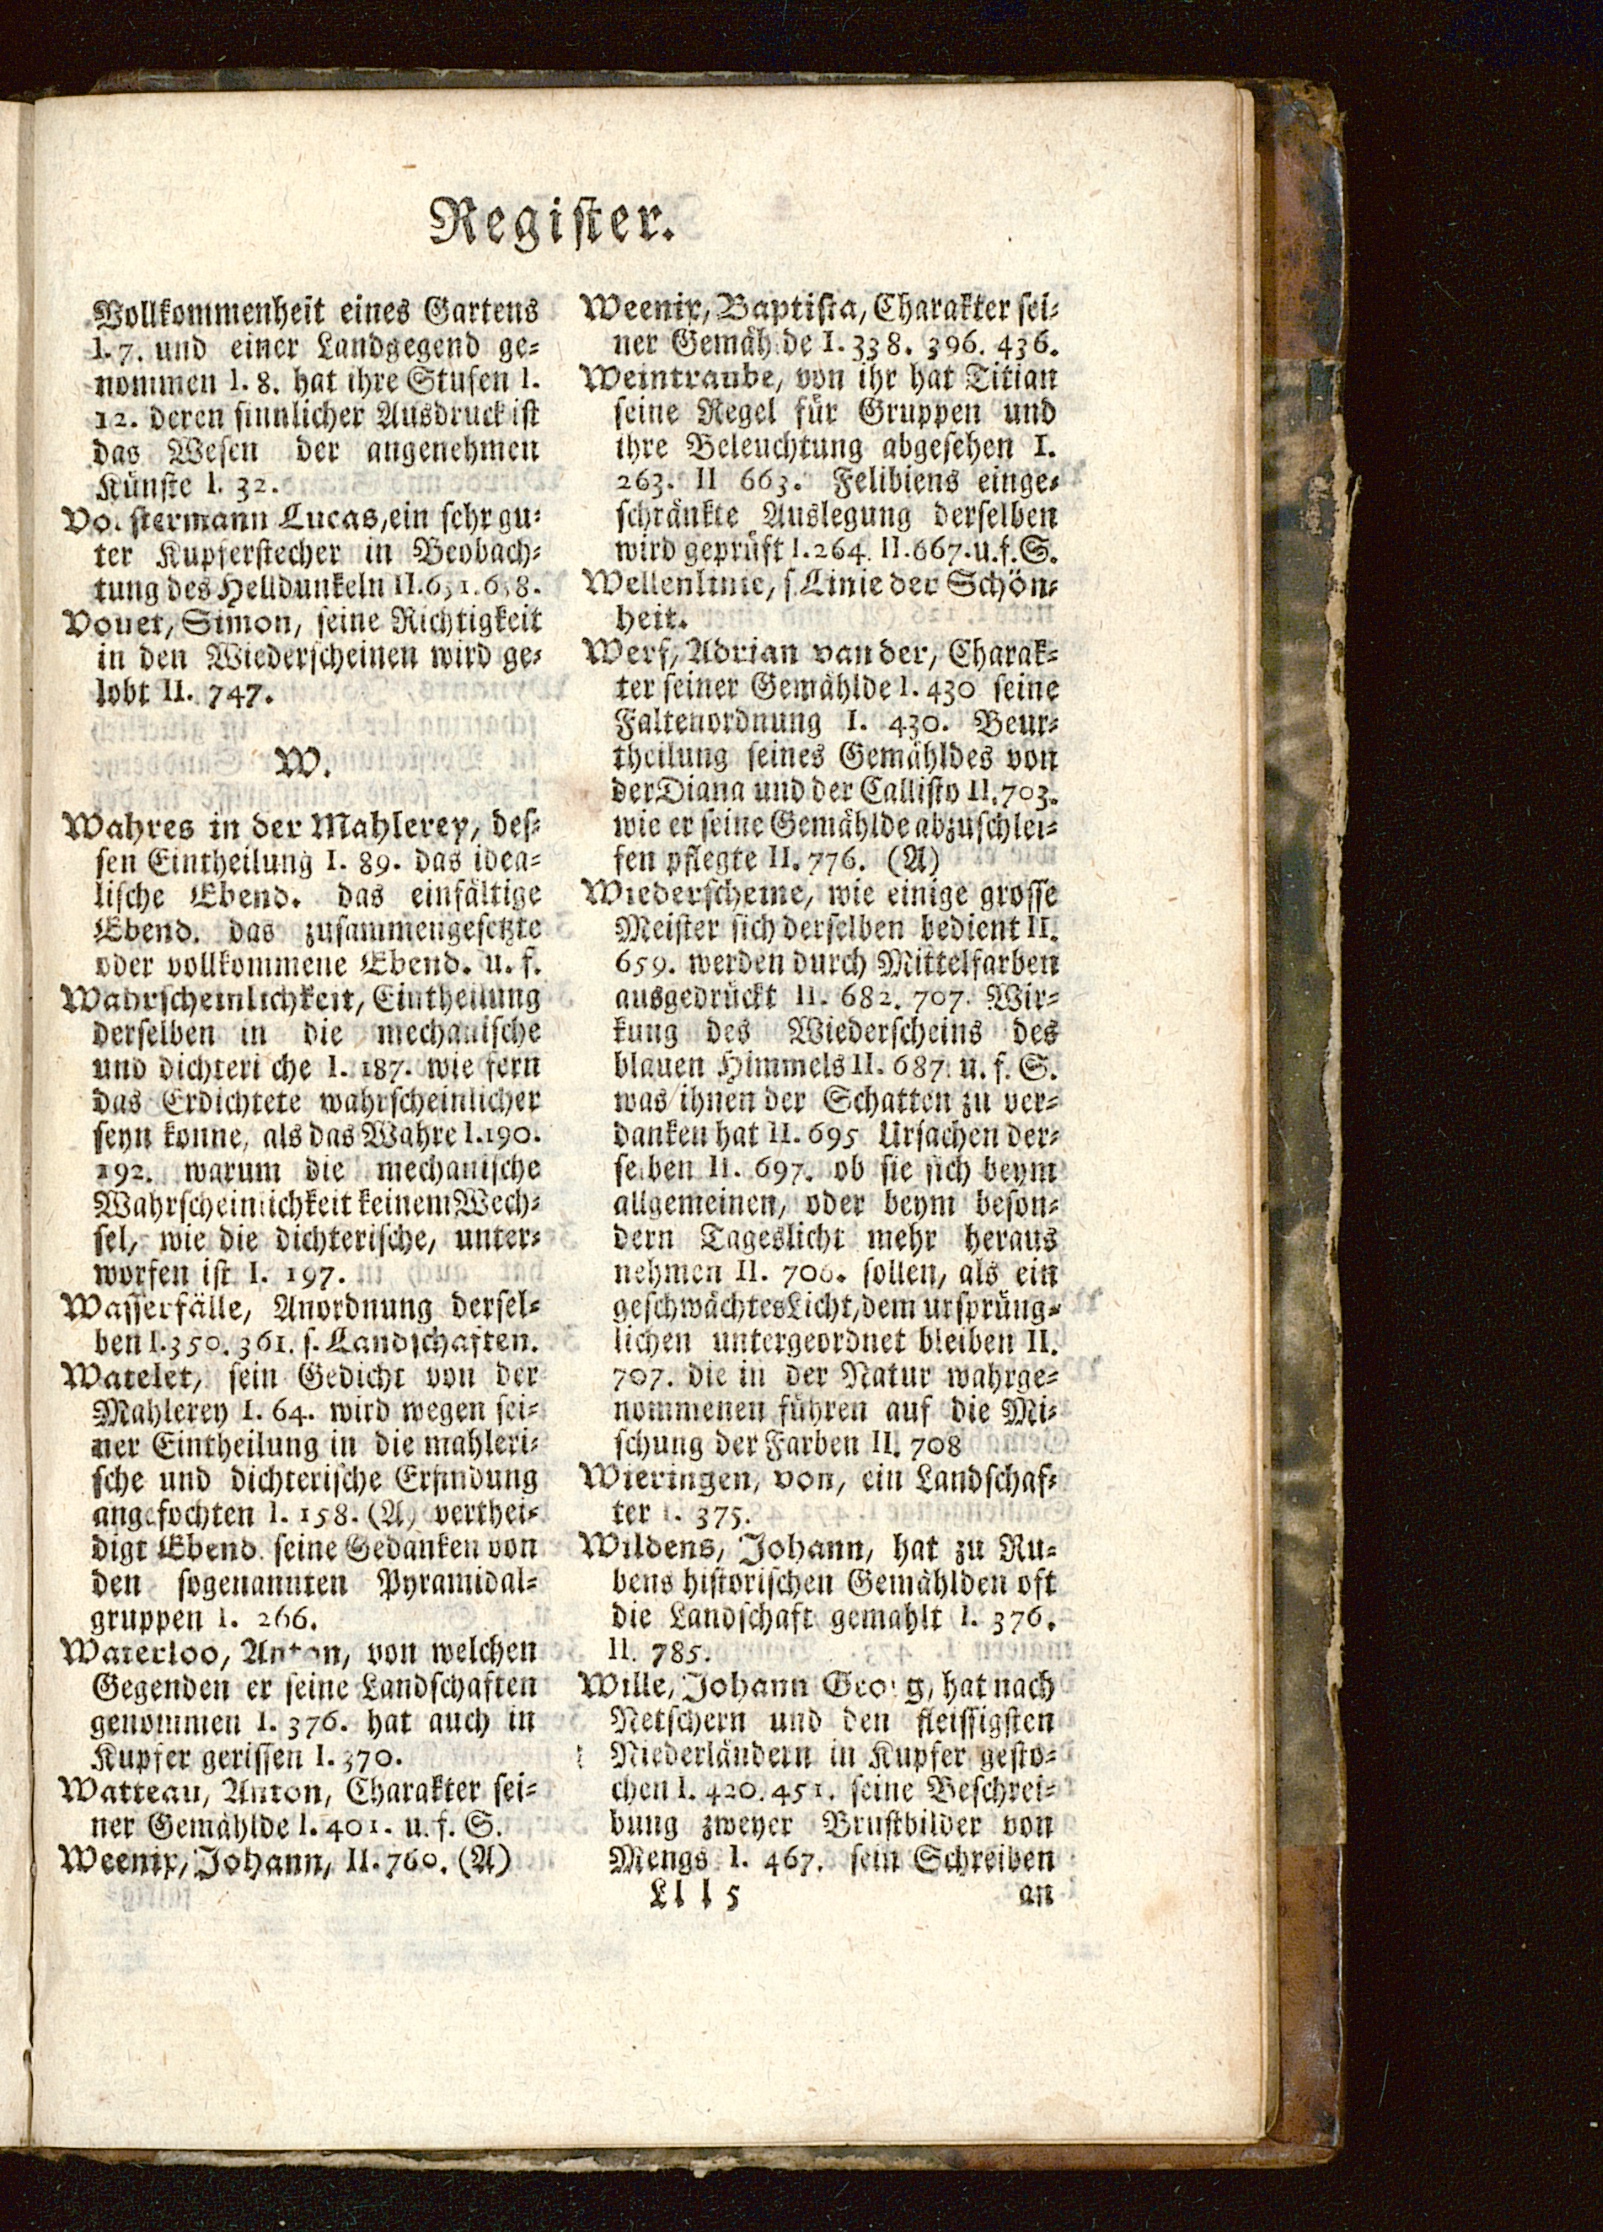 Register.
Vollkommenheit eines Gartens
I. 7. und einer Landgegend ge-
nommen I. 8. hat ihre Stufen I.
12. deren sinnlicher Ausdruck ist
das Wesen der angenehmen
Künste I. 32.
Vo stermann Lucas, ein sehr gu-
ter Kupferstecher in Beobach-
tung des Helldunkeln II.
Vouet, Simon, seine Richtigkeit
in den Wiederscheinen wird ge-
lobt II. 747.
W.
Wahres in der Mahlerey, des-
sen Eintheilung I. 89. das idea-
lische Ebend. das einfältige
Ebend. das zusammengesetzte
oder vollkommene Ebend. u. f.
Wahrscheinlichkeit, Eintheilung
derselben in die mechanische
und dichteri che I. 187. wie fern
das Erdichtete wahrscheinlicher
seyn konne, als das Wahre I. 190.
192. warum die mechanische
Wahrscheinlichkeit keinem Wech-
sel, wie die dichterische, unter-
worfen ist I. 197.
Wasserfälle, Anordnung dersel-
ben I. 350. 361. s. Landschaften.
Watelet, sein Gedicht von der
Mahlerey I. 64. wird wegen sei-
ner Eintheilung in die mahleri-
sche und dichterische Erfindung
angefochten I. 158. (A) verthei-
digt Ebend. seine Gedanken von
den sogenannten Pyramidal-
gruppen I. 266.
Waterloo, Anton, von welchen
Gegenden er seine Landschaften
genommen I. 376. hat auch in
Kupfer gerissen I. 370.
Watteau, Anton, Charakter sei-
ner Gemählde I. 401. u. f. S.
Weenix, Johann, II. 760. (A)
Weenix, Baptista, Charakter sei-
ner Gemäh de I. 338. 396. 436.
Weintraube, von ihr hat Titian
seine Regel für Gruppen und
ihre Beleuchtung abgesehen I.
263. II 663. Felibiens einge-
schränkte Auslegung derselben
wird geprüft I. 264. II. 667. u. f. S.
Wellenlinie, s. Linie der Schön-
heit.
Werf, Adrian van der, Charak-
ter seiner Gemählde I. 430 seine
Faltenordnung I. 430. Beur-
theilung seines Gemähldes von
der Diana und der Callisto II. 703.
wie er seine Gemählde abzuschlei-
fen pflegte II. 776. (A)
Wiederscheine, wie einige grosse
Meister sich derselben bedient II.
659. werden durch Mittelfarben
ausgedrückt II. 682. 707. Wir-
kung des Wiederscheins des
blauen Himmels II. 687. u. f. S.
was ihnen der Schatten zu ver-
danken hat II. 695 Ursachen der-
selben II. 697. ob sie sich beym
allgemeinen, oder beym beson-
dern Tageslicht mehr heraus
nehmen II. 706. sollen, als ein
geschwächtes Licht, dem ursprüng-
lichen untergeordnet bleiben II.
707. die in der Natur wahrge-
nommenen führen auf die Mi-
schung der Farben II. 708
Wieringen, von, ein Landschaf-
ter I. 375.
Wildens, Johann, hat zu Ru-
bens historischen Gemählden oft
die Landschaft gemahlt I. 376.
II. 785.
Wille, Johann Georg, hat nach
Netschern und den fleissigsten
Niederländern in Kupfer gesto-
chen I. 420. 451. seine Beschrei-
bung zweyer Brustbilder von
Mengs I. 467. sein Schreiben
Lll 5 an